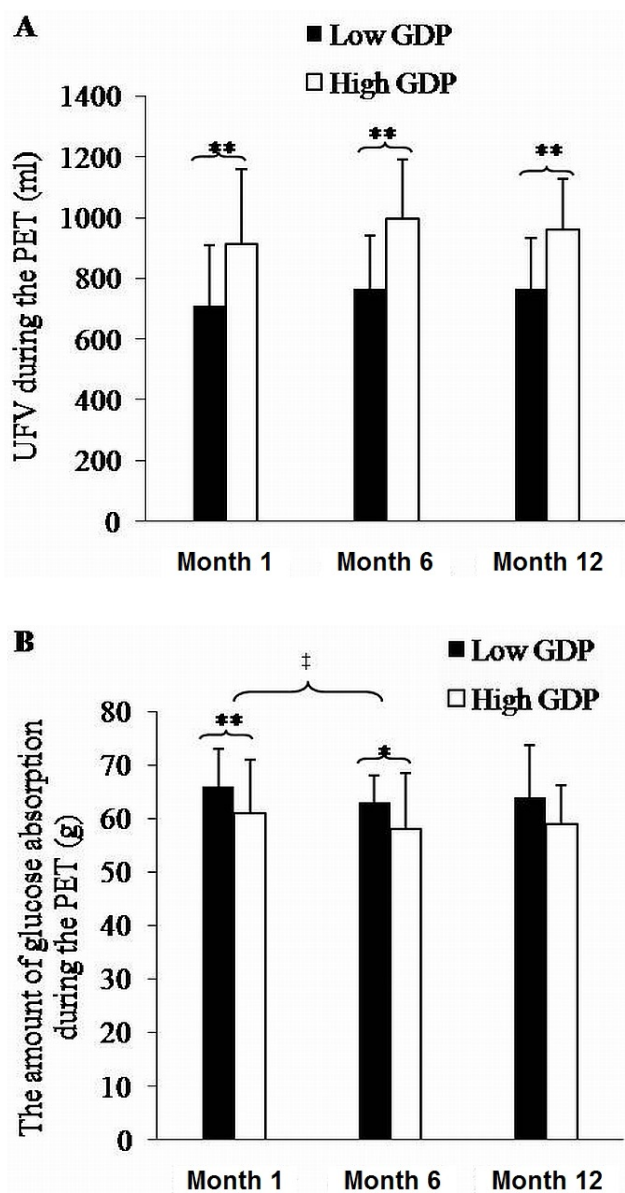 A
Low GDP
High GDP
UFV during the PET (ml)
1400
1200
1000
800
600
400
200
0
**
**
**
Month 1
Month 6
Month 12
B
Low GDP
High GDP
The amount of glucose absorption
during the PET (g)
80
70
60
50
40
30
20
10
0
‡
**
*
Month 1
Month 6
Month 12